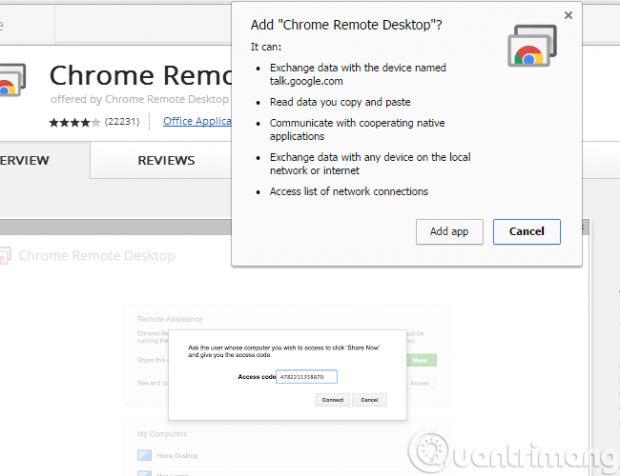 Add "Chrome Remote Desktop"?
It can:
• Exchange data with the device named
talk.google.com
• Read data you copy and paste
• Communicate with cooperating native
applications
• Exchange data with any device on the local
network or internet
• Access list of network connections
Add app
Cancel
Chrome Remo
offered by Chrome Remote Desktop
(22231)
Office Applica
ERVIEW
REVIEWS
Chrome Remote Desktop
Remote Assistance
Chrome Re
must be
running the
Share this
Share
See and co
Access
Ask the user whose computer you wish to access to click 'Share Now'
and give you the access code.
Access code
Connect
Cancel
My Computers
Home Desktop
Mac Laptop
Quantrimang